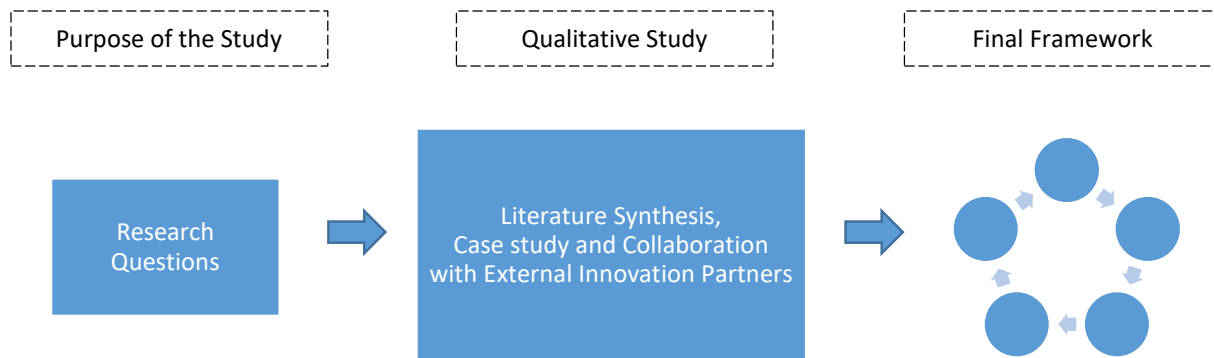 Purpose of the Study
Qualitative Study
Final Framework
Research
Questions
Literature Synthesis,
Case study and Collaboration
with External Innovation Partners